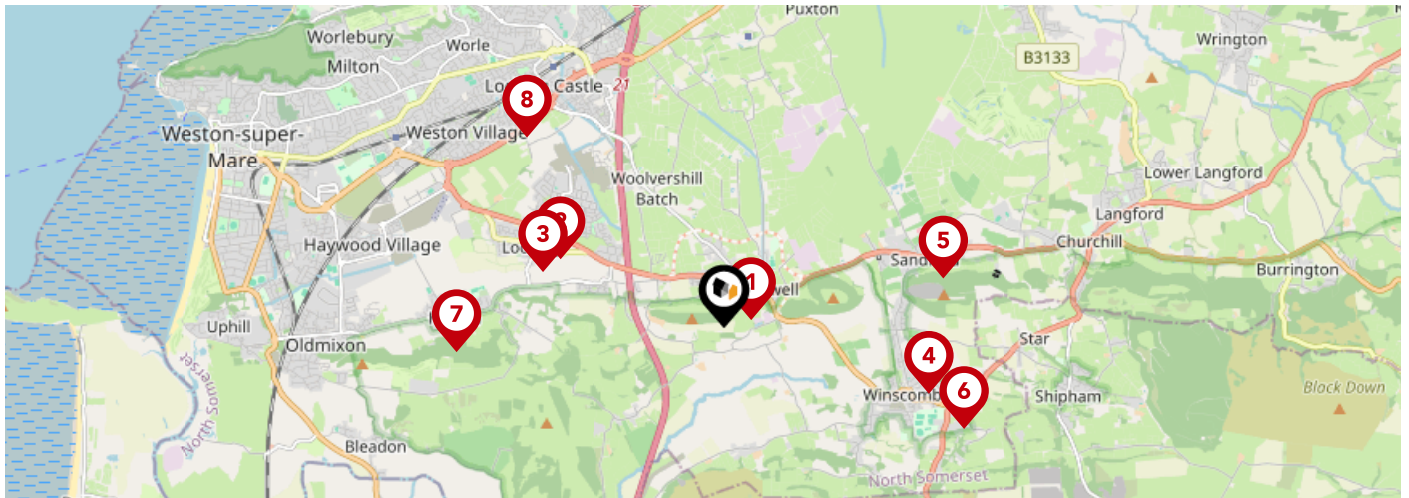 Puxton
Worlebury
Worle
Wrington
B3133
Milton
Castle
21
8
Weston Village
Weston-super-
Mare
Woolvershill
Batch
Lower Langford
Langford
3
5
Haywood Village
Churchill
Burrington
1
7
Uphill
Oldmixon
Star
4
6
Shipham
Black Down
Bleadon
North Somerset
North Somerset